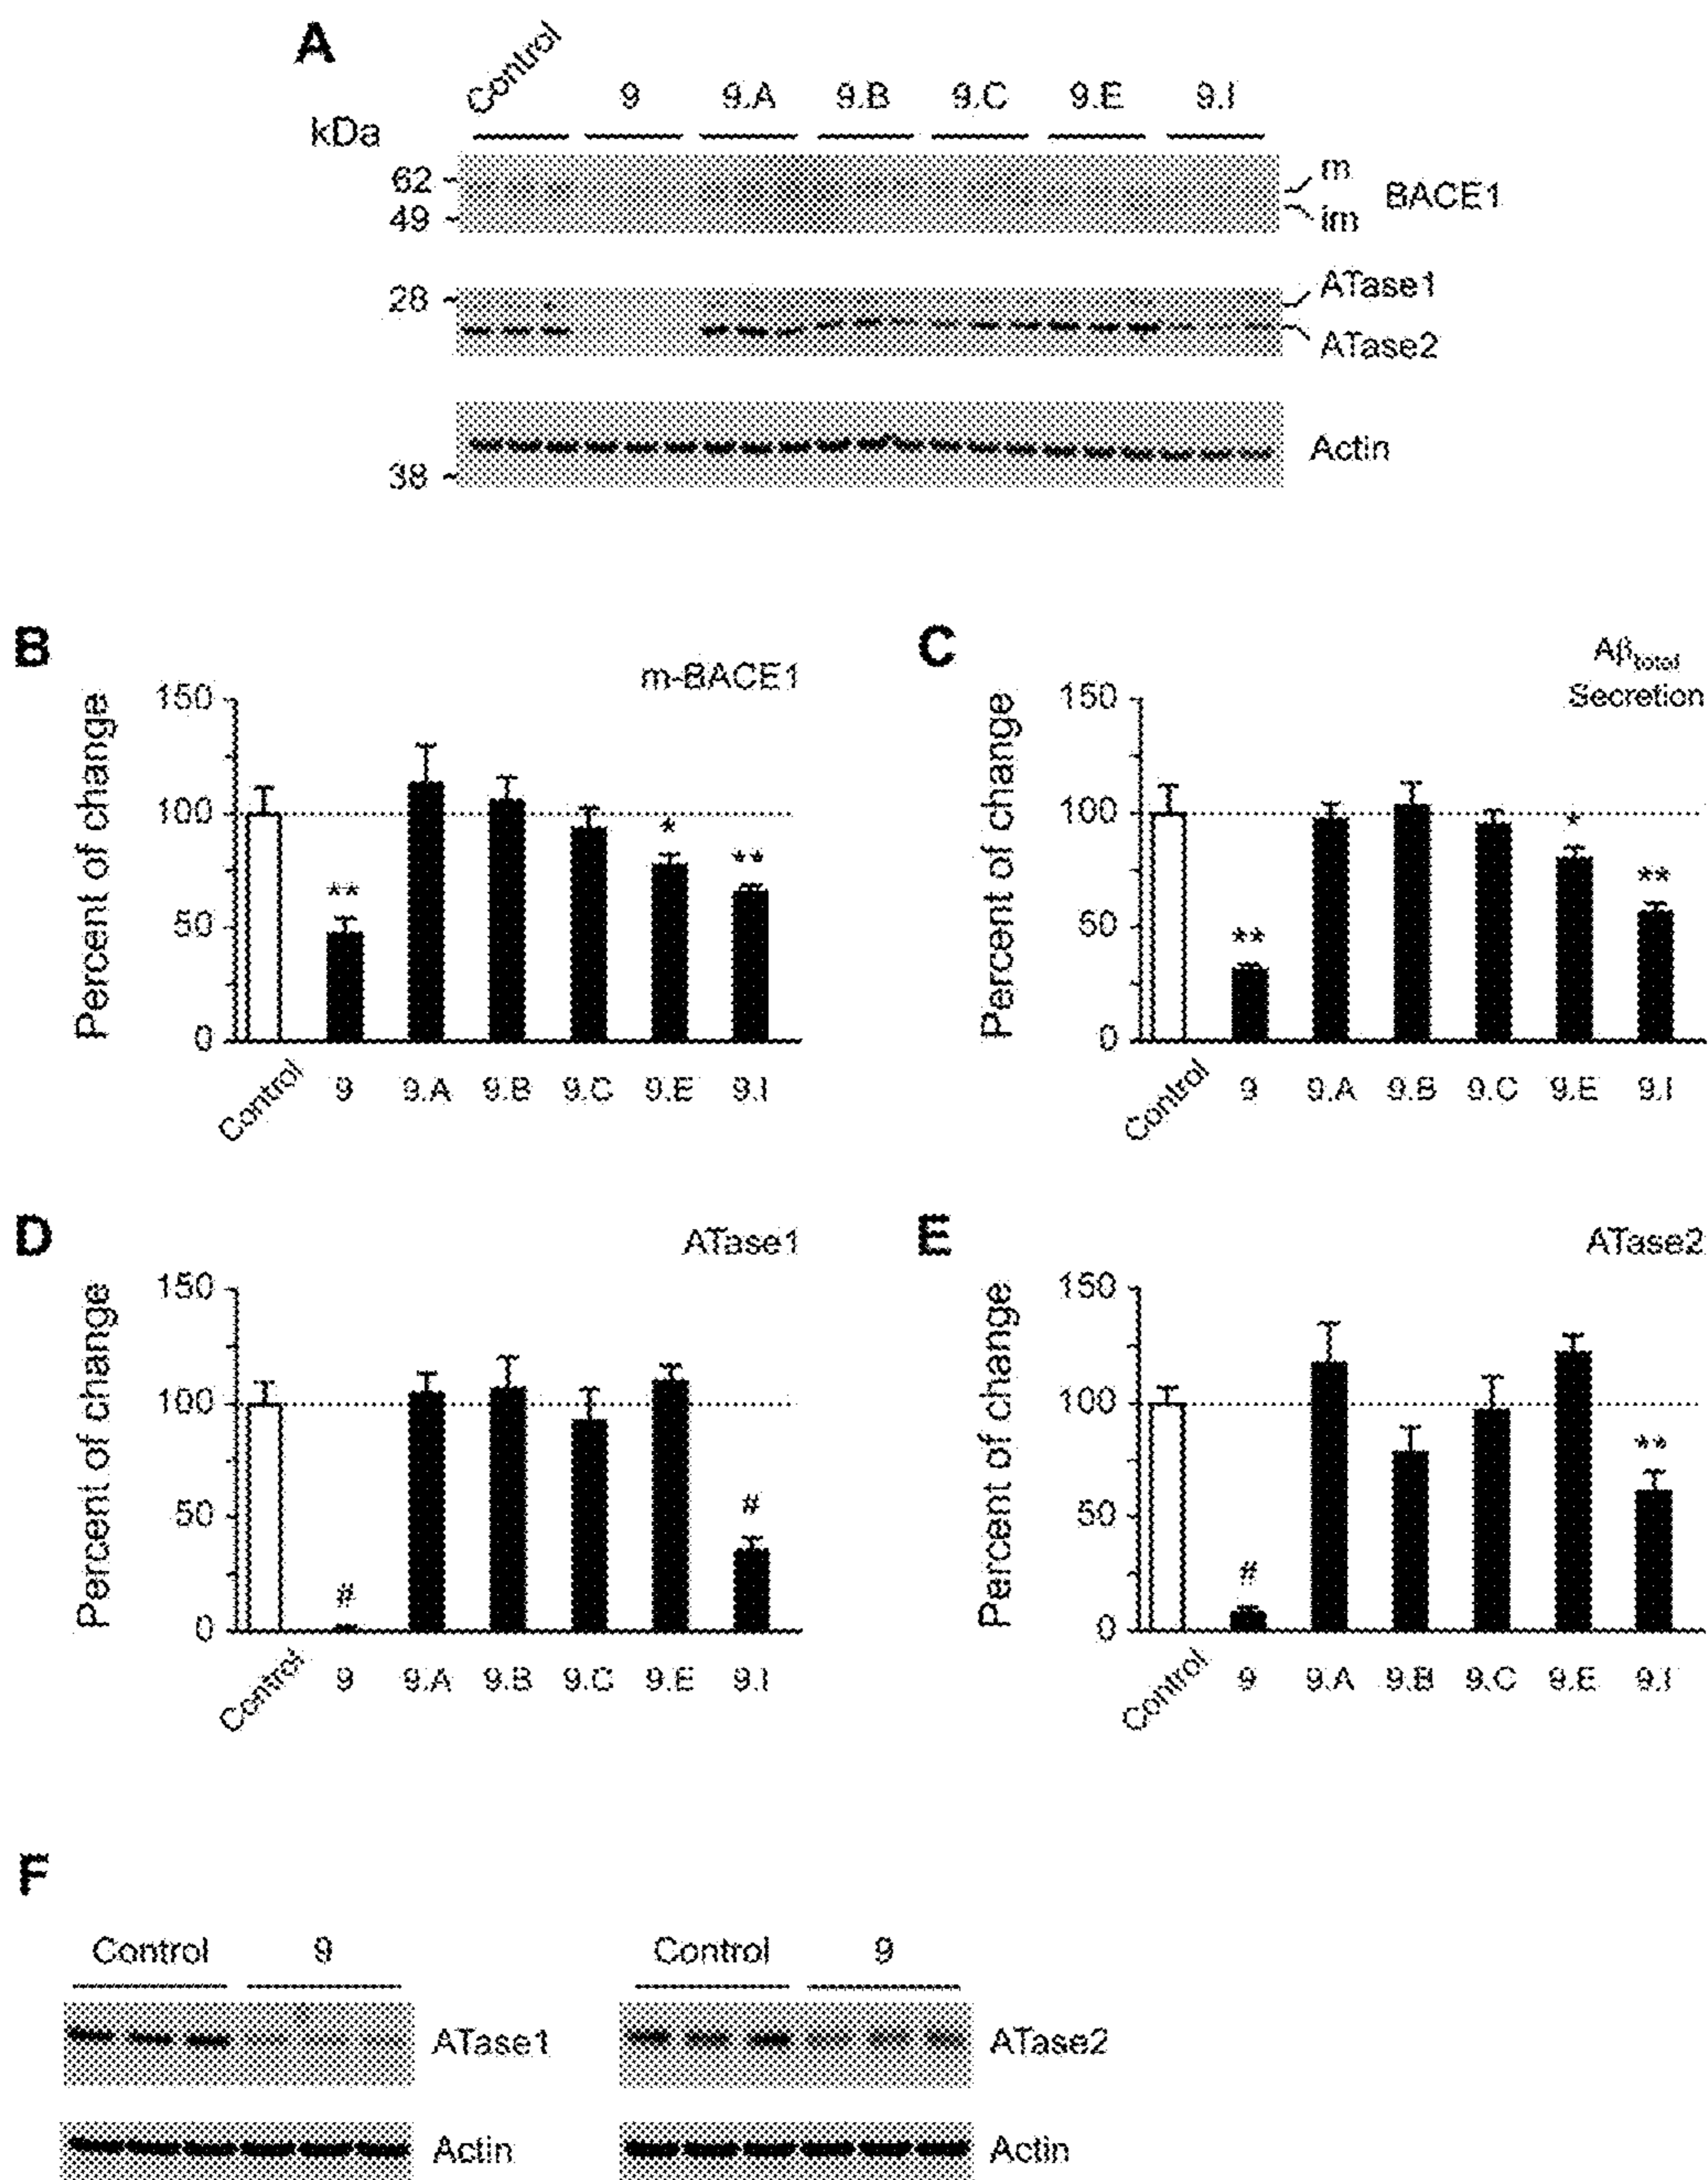 A
Control 9 9.A 9.B 9.C 9.E 9.I
kDa
62
49
m
im
BACE1
28
ATase1
ATase2
38
Actin
B
m-BACE1
Percent of change
150
100
50
0
*
**
**
Control 9 9.A 9.B 9.C 9.E 9.I
C
Aβtotal
Secretion
Percent of change
150
100
50
0
*
**
**
Control 9 9.A 9.B 9.C 9.E 9.I
D
ATase1
Percent of change
150
100
50
0
#
#
Control 9 9.A 9.B 9.C 9.E 9.I
E
ATase2
Percent of change
150
100
50
0
**
#
Control 9 9.A 9.B 9.C 9.E 9.I
F
Control 9
ATase1
Actin
Control 9
ATase2
Actin